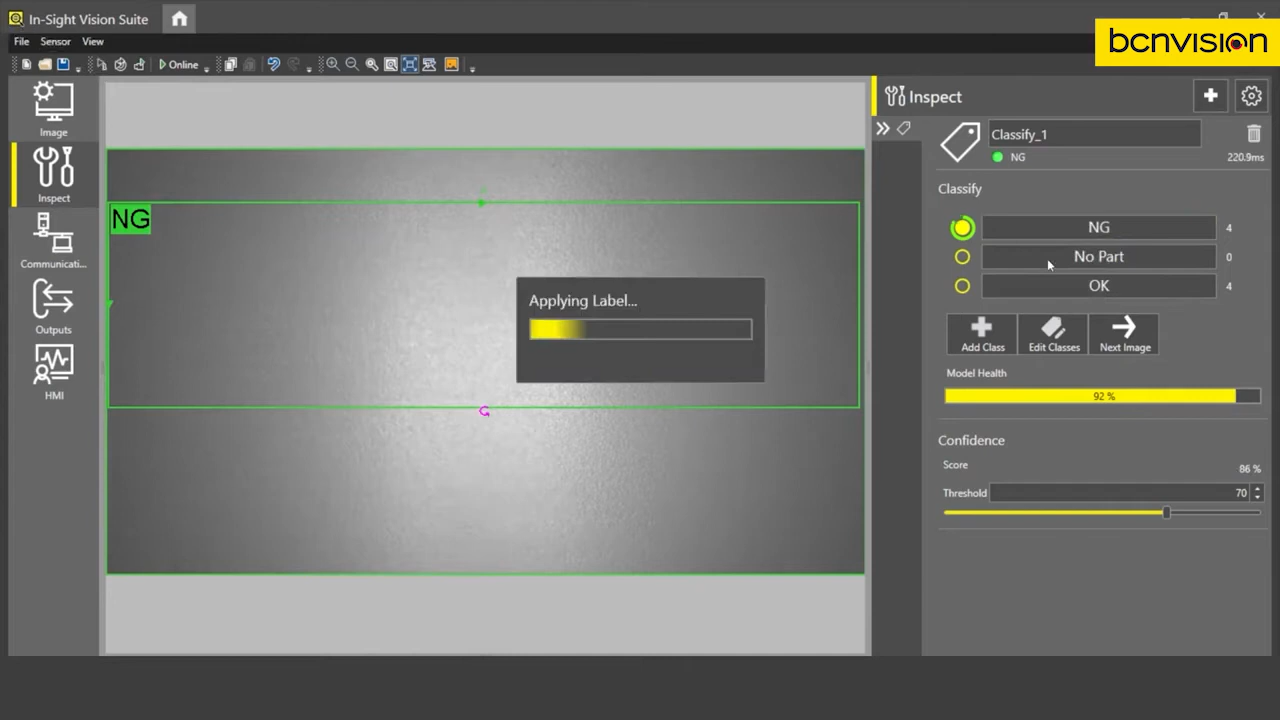 In-Sight Vision Suite
bcnvision
File Sensor View
Online
Image
Inspect
Communicati...
Outputs
HMI
NG
Applying Label...
Inspect
Classify_1
NG 220.9ms
Classify
NG 4
No Part 0
OK 4
Add Class Edit Classes Next Image
Model Health
92 %
Confidence
Score 86 %
Threshold 70